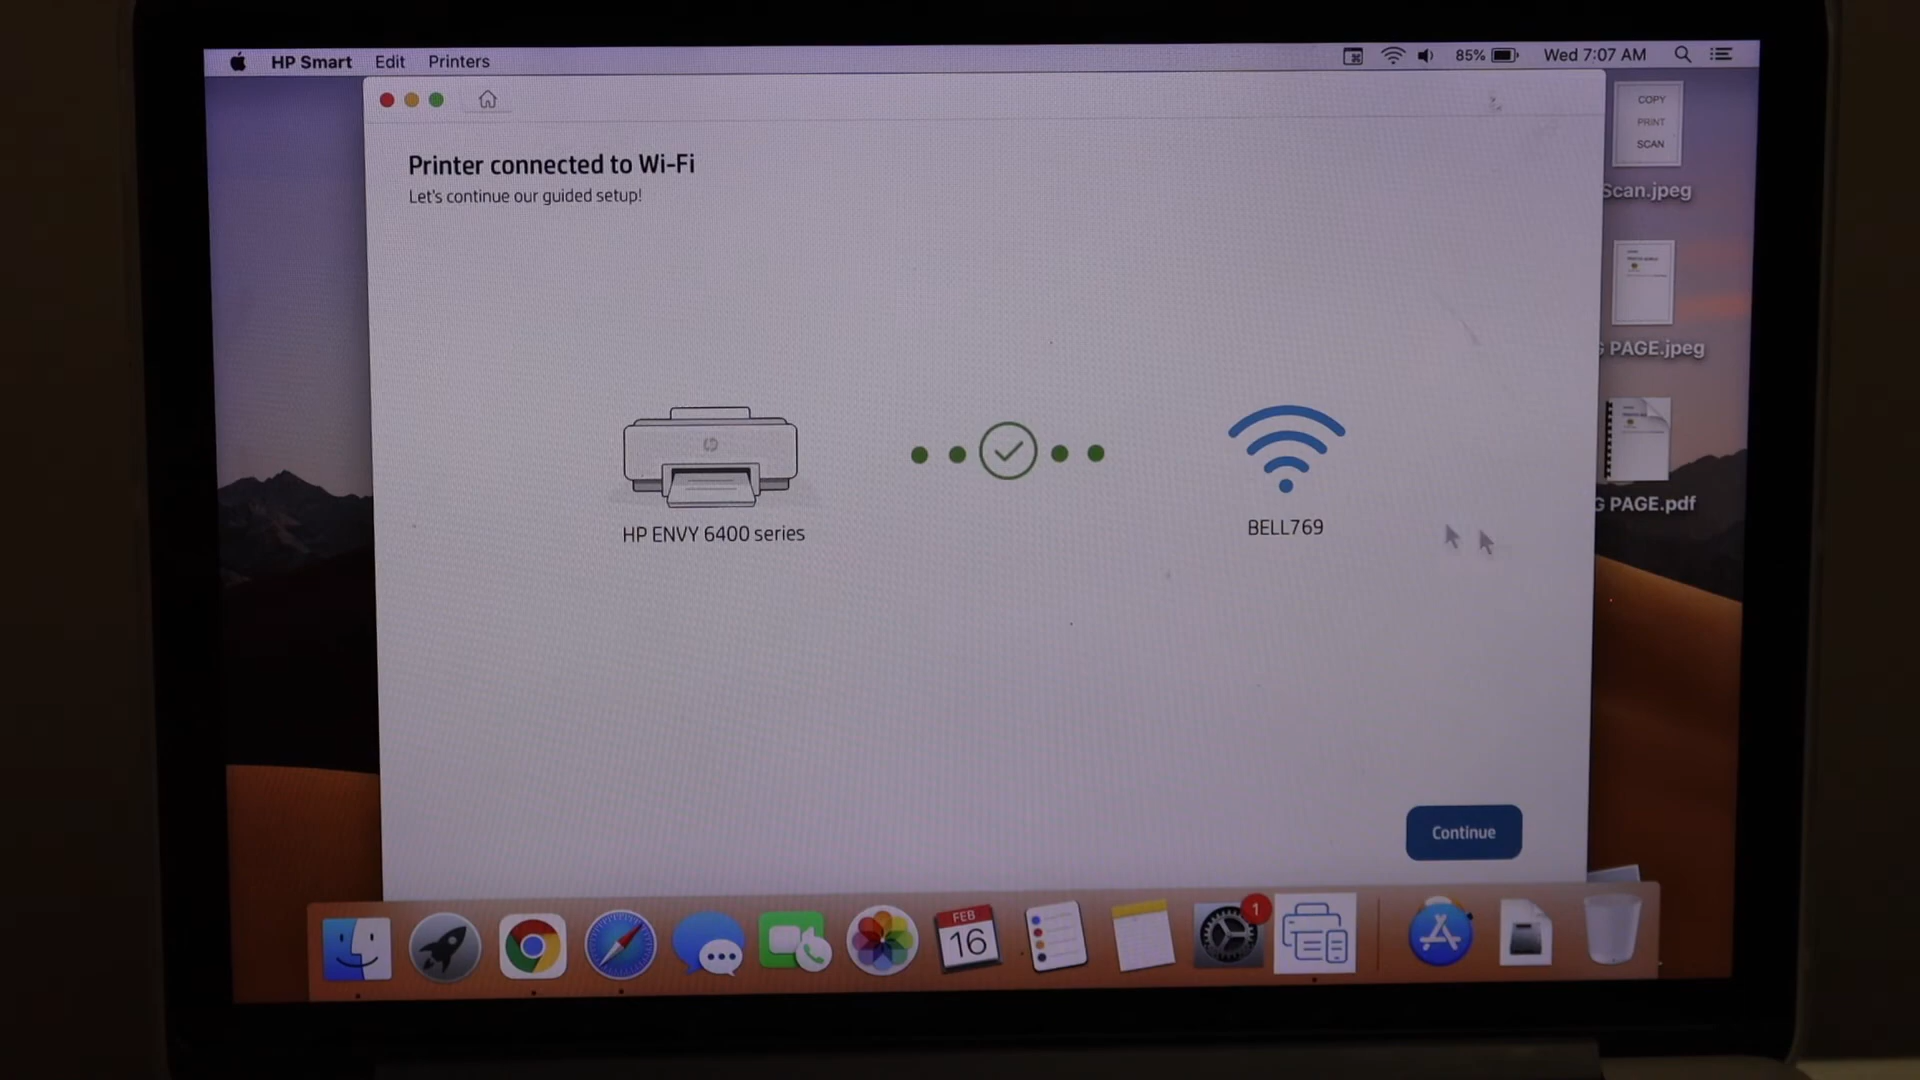 HP Smart Edit Printers 85% Wed 7:07 AM
Printer connected to Wi-Fi
Let's continue our guided setup!
COPY
PRINT
SCAN
Scan.jpeg
PAGE.jpeg
PAGE.pdf
hp
HP ENVY 6400 series
BELL769
Continue
FEB
16
1